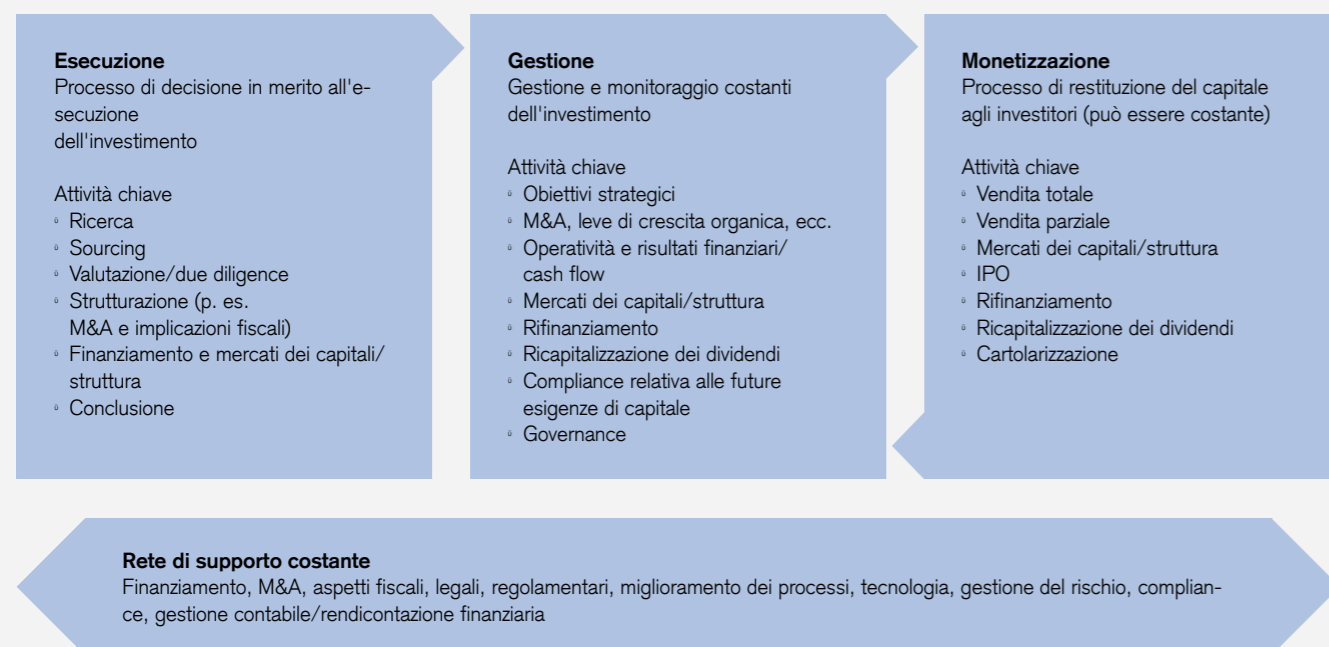 Esecuzione
Processo di decisione in merito all'e-
secuzione
dell'investimento
Attività chiave
Ricerca
Sourcing
Valutazione/due diligence
Strutturazione (p. es.
M&A e implicazioni fiscali)
Finanziamento e mercati dei capitali/
struttura
Conclusione
Gestione
Gestione e monitoraggio costanti
dell'investimento
Attività chiave
Obiettivi strategici
M&A, leve di crescita organica, ecc.
Operatività e risultati finanziari/
cash flow
Mercati dei capitali/struttura
Rifinanziamento
Ricapitalizzazione dei dividendi
Compliance relativa alle future
esigenze di capitale
Governance
Monetizzazione
Processo di restituzione del capitale
agli investitori (può essere costante)
Attività chiave
Vendita totale
Vendita parziale
Mercati dei capitali/struttura
IPO
Rifinanziamento
Ricapitalizzazione dei dividendi
Cartolarizzazione
Rete di supporto costante
Finanziamento, M&A, aspetti fiscali, legali, regolamentari, miglioramento dei processi, tecnologia, gestione del rischio, complian-
ce, gestione contabile/rendicontazione finanziaria